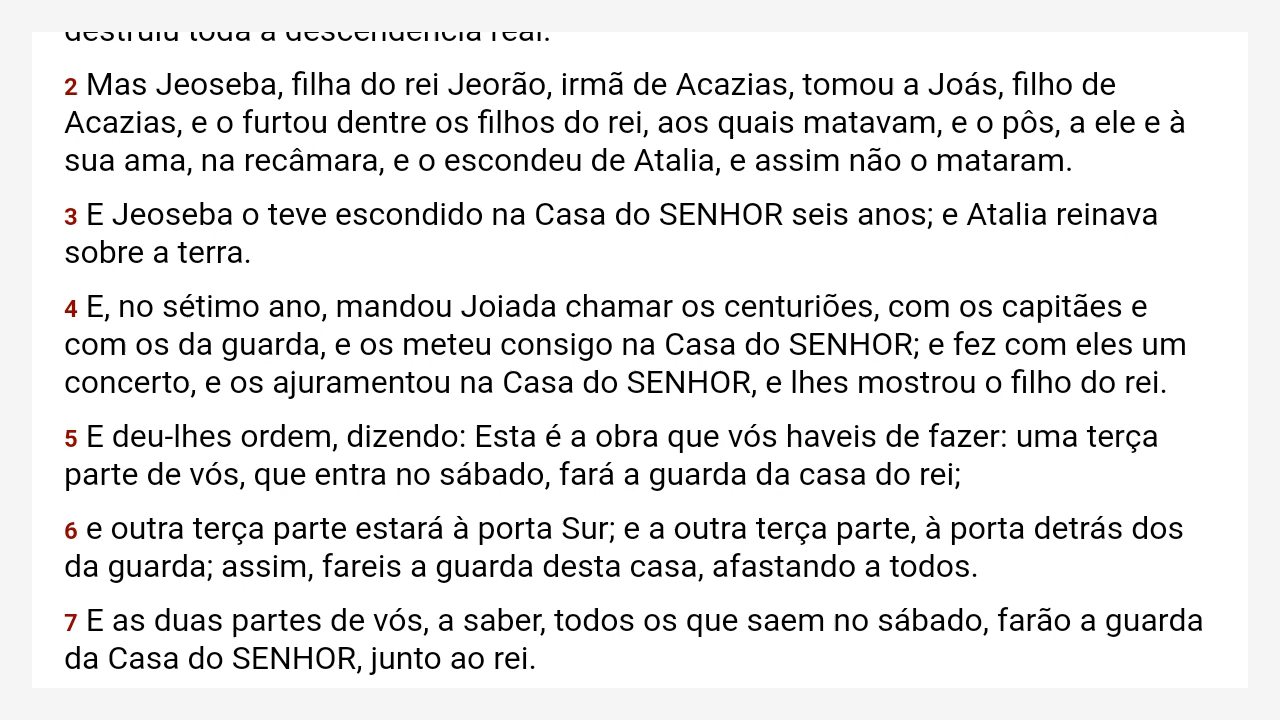 destruiu toda a descendência real.
2 Mas Jeoseba, filha do rei Jeorão, irmã de Acazias, tomou a Joás, filho de
Acazias, e o furtou dentre os filhos do rei, aos quais matavam, e o pôs, a ele e à
sua ama, na recâmara, e o escondeu de Atalia, e assim não o mataram.
3 E Jeoseba o teve escondido na Casa do SENHOR seis anos; e Atalia reinava
sobre a terra.
4 E, no sétimo ano, mandou Joiada chamar os centuriões, com os capitães e
com os da guarda, e os meteu consigo na Casa do SENHOR; e fez com eles um
concerto, e os ajuramentou na Casa do SENHOR, e lhes mostrou o filho do rei.
5 E deu-lhes ordem, dizendo: Esta é a obra que vós haveis de fazer: uma terça
parte de vós, que entra no sábado, fará a guarda da casa do rei;
6 e outra terça parte estará à porta Sur; e a outra terça parte, à porta detrás dos
da guarda; assim, fareis a guarda desta casa, afastando a todos.
7 E as duas partes de vós, a saber, todos os que saem no sábado, farão a guarda
da Casa do SENHOR, junto ao rei.